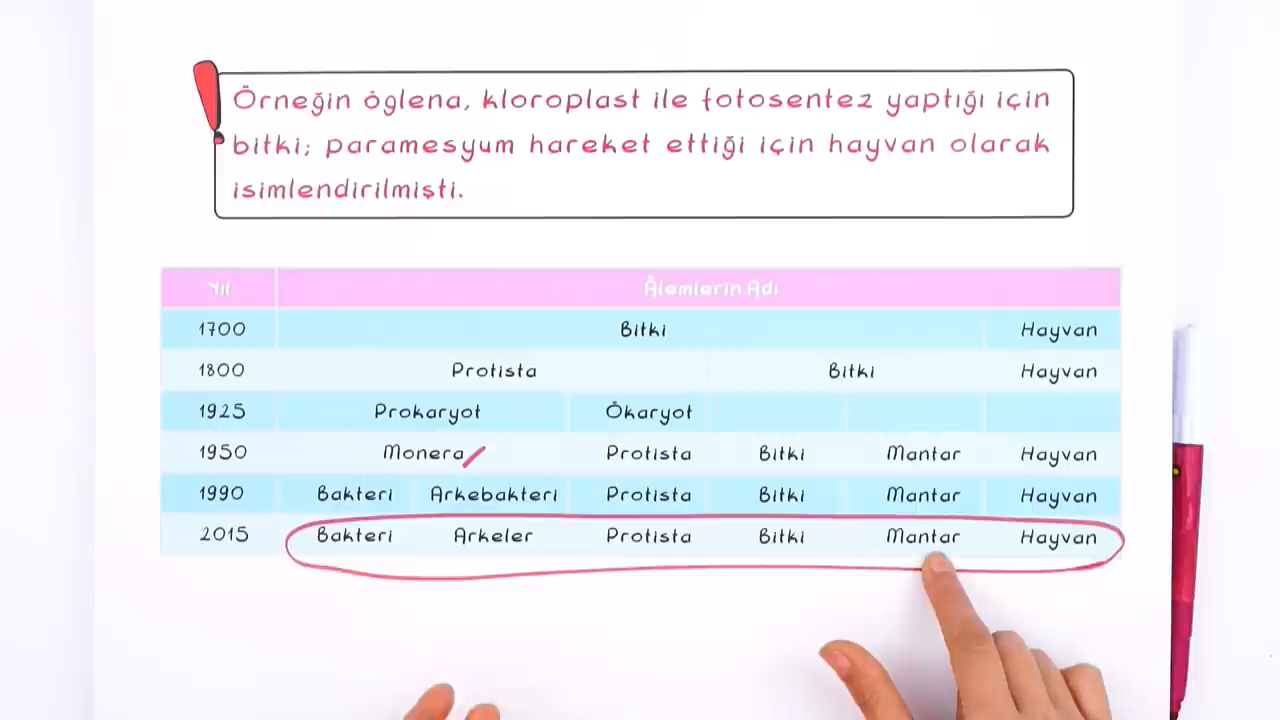 Örneğin öglena, kloroplast ile fotosentez yaptığı için
bitki; paramesyum hareket ettiği için hayvan olarak
isimlendirilmişti.
Yıl Âlemlerin Adı
1700 Bitki Hayvan
1800 Protista Bitki Hayvan
1925 Prokaryot Ökaryot
1950 Monera Protista Bitki Mantar Hayvan
1990 Bakteri Arkebakteri Protista Bitki Mantar Hayvan
2015 Bakteri Arkeler Protista Bitki Mantar Hayvan